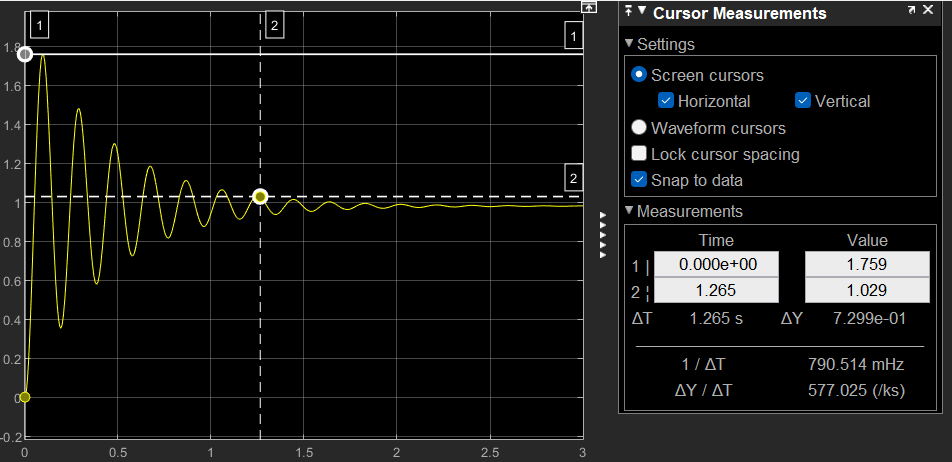 1
2
1
2
1.8
1.6
1.4
1.2
1
0.8
0.6
0.4
0.2
0
-0.2
0 0.5 1 1.5 2 2.5 3
Cursor Measurements
Settings
Screen cursors
Horizontal Vertical
Waveform cursors
Lock cursor spacing
Snap to data
Measurements
Time Value
1 | 0.000e+00 1.759
2 ¦ 1.265 1.029
ΔT 1.265 s ΔY 7.299e-01
1 / ΔT 790.514 mHz
ΔY / ΔT 577.025 (/ks)